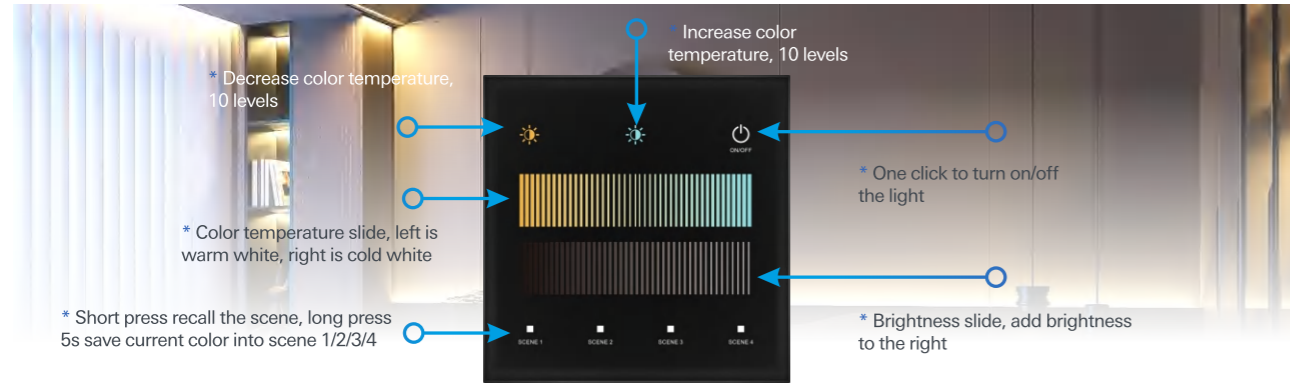 * Increase color
temperature, 10 levels
* Decrease color temperature,
10 levels
ON/OFF
* One click to turn on/off
the light
* Color temperature slide, left is
warm white, right is cold white
* Short press recall the scene, long press
5s save current color into scene 1/2/3/4
* Brightness slide, add brightness
to the right
SCENE 1
SCENE 2
SCENE 3
SCENE 4